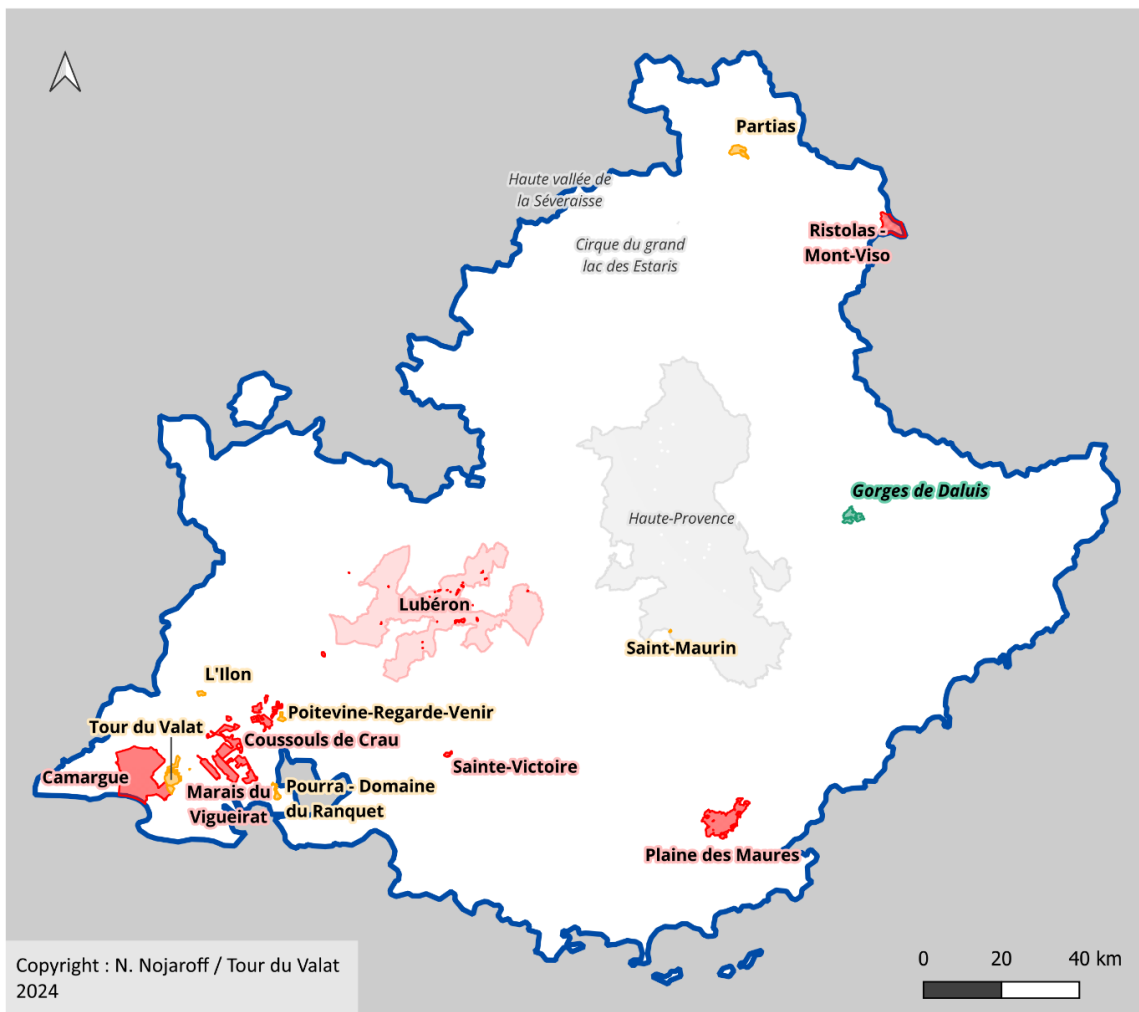 Partias
Haute vallée de
la Séveraisse
Ristolas -
Mont-Viso
Cirque du grand
lac des Estaris
Gorges de Daluis
Haute-Provence
Lubéron
Saint-Maurin
L'Ilon
Poitevine-Regarde-Venir
Tour du Valat
Coussouls de Crau
Sainte-Victoire
Camargue
Marais du
Vigueirat
Pourra - Domaine
du Ranquet
Plaine des Maures
Copyright : N. Nojaroff / Tour du Valat
2024
0 20 40 km